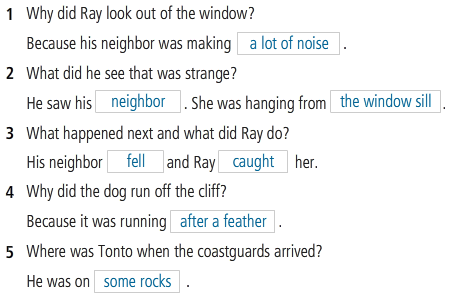 1 Why did Ray look out of the window?
Because his neighbor was making a lot of noise .
2 What did he see that was strange?
He saw his neighbor . She was hanging from the window sill .
3 What happened next and what did Ray do?
His neighbor fell and Ray caught her.
4 Why did the dog run off the cliff?
Because it was running after a feather .
5 Where was Tonto when the coastguards arrived?
He was on some rocks .